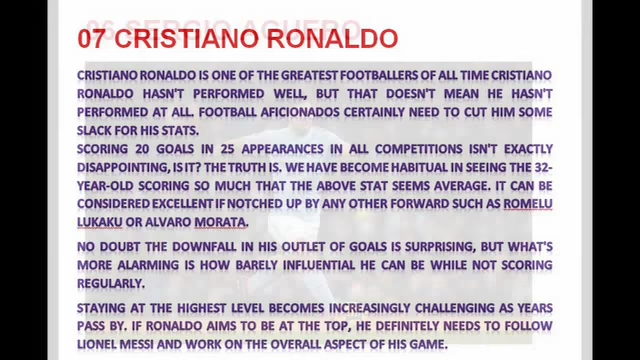 06 SERGIO AGUERO
07 CRISTIANO RONALDO
CRISTIANO RONALDO IS ONE OF THE GREATEST FOOTBALLERS OF ALL TIME CRISTIANO
RONALDO HASN'T PERFORMED WELL, BUT THAT DOESN'T MEAN HE HASN'T
PERFORMED AT ALL. FOOTBALL AFICIONADOS CERTAINLY NEED TO CUT HIM SOME
SLACK FOR HIS STATS.
SCORING 20 GOALS IN 25 APPEARANCES IN ALL COMPETITIONS ISN'T EXACTLY
DISAPPOINTING, IS IT? THE TRUTH IS. WE HAVE BECOME HABITUAL IN SEEING THE 32-
YEAR-OLD SCORING SO MUCH THAT THE ABOVE STAT SEEMS AVERAGE. IT CAN BE
CONSIDERED EXCELLENT IF NOTCHED UP BY ANY OTHER FORWARD SUCH AS ROMELU
LUKAKU OR ALVARO MORATA.
NO DOUBT THE DOWNFALL IN HIS OUTLET OF GOALS IS SURPRISING, BUT WHAT'S
MORE ALARMING IS HOW BARELY INFLUENTIAL HE CAN BE WHILE NOT SCORING
REGULARLY.
STAYING AT THE HIGHEST LEVEL BECOMES INCREASINGLY CHALLENGING AS YEARS
PASS BY. IF RONALDO AIMS TO BE AT THE TOP, HE DEFINITELY NEEDS TO FOLLOW
LIONEL MESSI AND WORK ON THE OVERALL ASPECT OF HIS GAME.